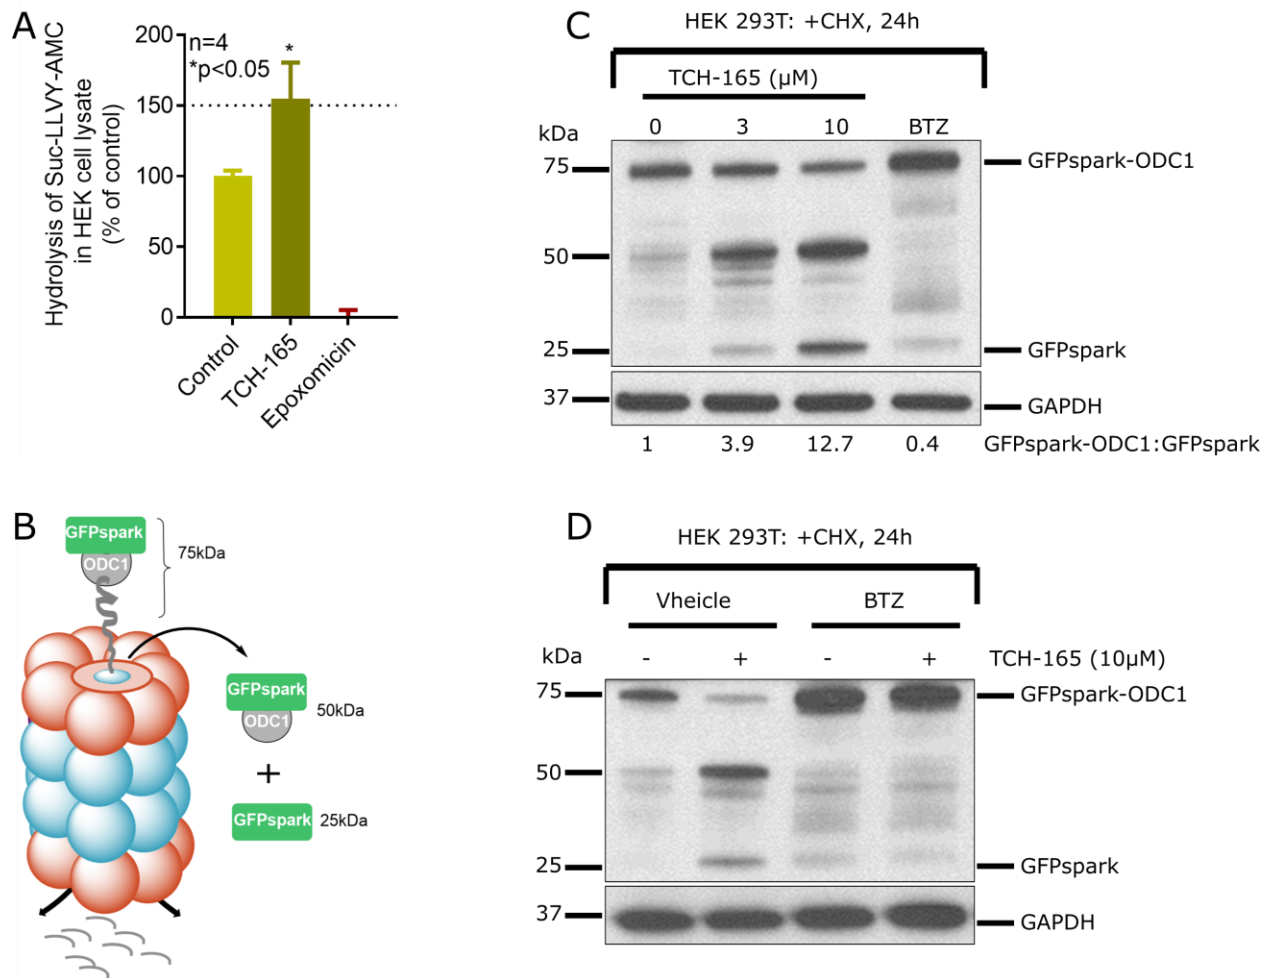 A
Hydrolysis of Suc-LLVY-AMC
in HEK cell lysate
(% of control)
200
150
100
50
0
n=4
*p<0.05
*
Control
TCH-165
Epoxomicin
B
GFPspark
ODC1
75kDa
GFPspark
ODC1
50kDa
+
GFPspark
25kDa
C
HEK 293T: +CHX, 24h
TCH-165 (µM)
kDa
0 3 10 BTZ
75
GFPspark-ODC1
50
25
GFPspark
37
GAPDH
1 3.9 12.7 0.4 GFPspark-ODC1:GFPspark
D
HEK 293T: +CHX, 24h
Vheicle BTZ
kDa
- + - + TCH-165 (10µM)
75
GFPspark-ODC1
50
25
GFPspark
37
GAPDH